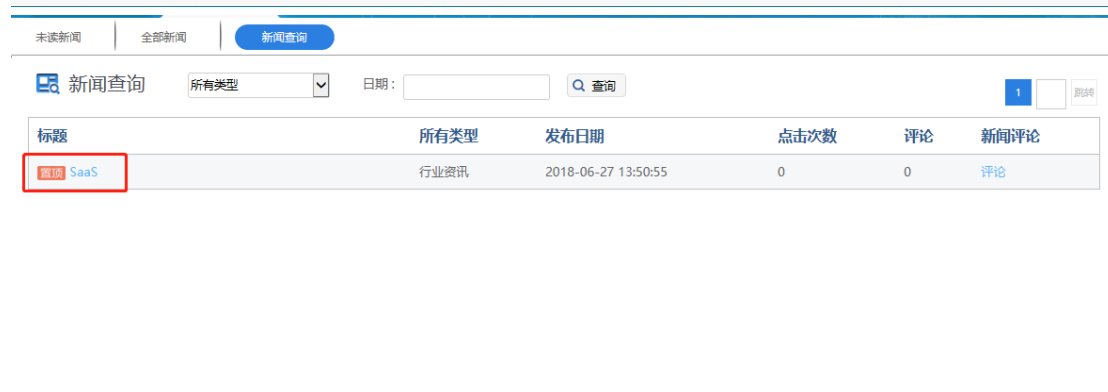 未读新闻 全部新闻 新闻查询
新闻查询 所有类型 日期： 查询
1 跳转
标题 所有类型 发布日期 点击次数 评论 新闻评论
置顶 SaaS 行业资讯 2018-06-27 13:50:55 0 0 评论